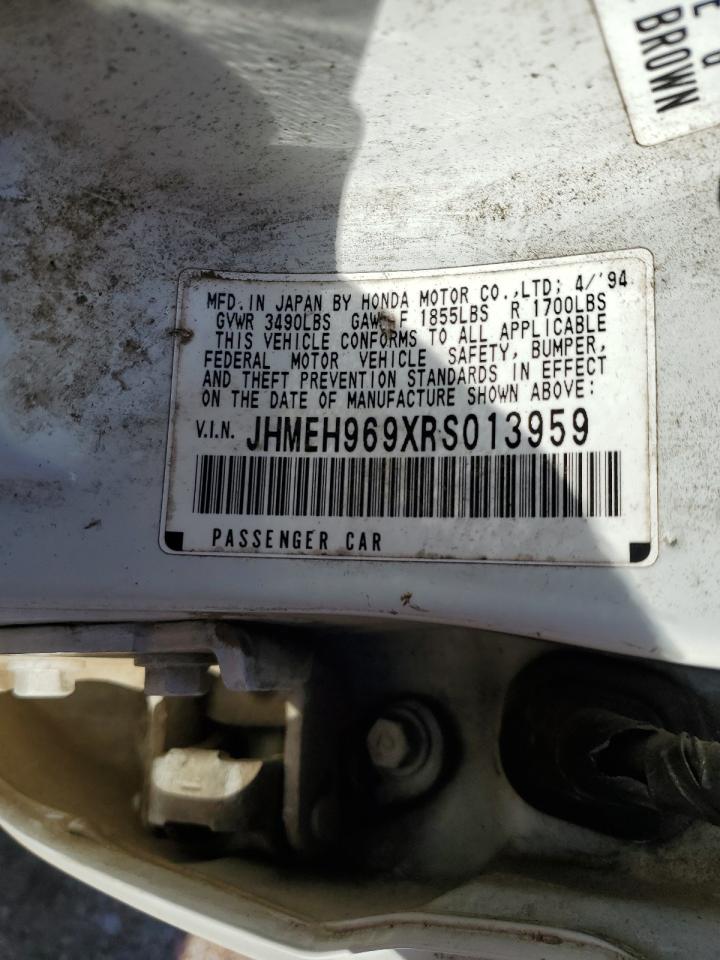 BROWN
MFD. IN JAPAN BY HONDA MOTOR CO.,LTD; 4/'94
GVWR 3490LBS GAWR F 1855LBS R 1700LBS
THIS VEHICLE CONFORMS TO ALL APPLICABLE
FEDERAL MOTOR VEHICLE SAFETY, BUMPER,
AND THEFT PREVENTION STANDARDS IN EFFECT
ON THE DATE OF MANUFACTURE SHOWN ABOVE:
V.I.N. JHMEH969XRS013959
PASSENGER CAR